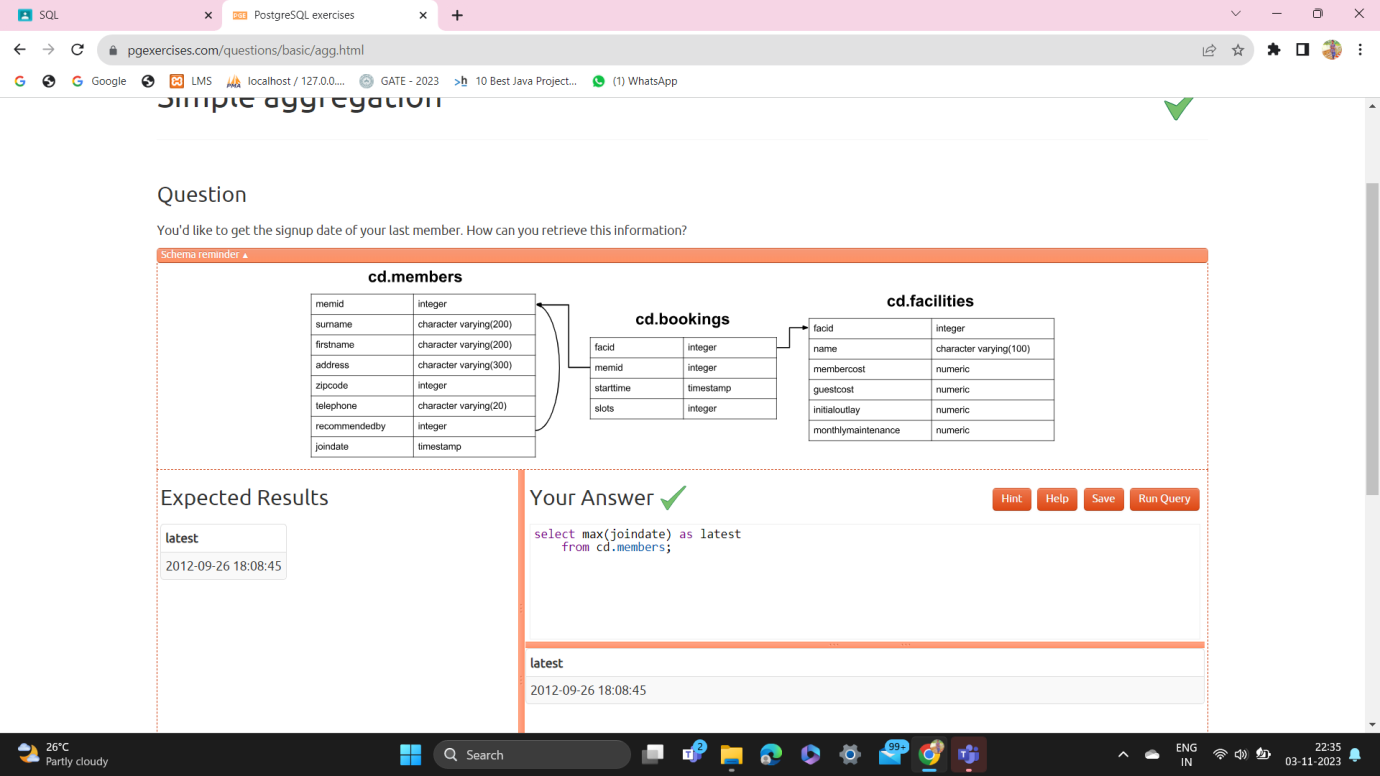 SQL
PostgreSQL exercises
pgexercises.com/questions/basic/agg.html
G Google
LMS
localhost / 127.0.0....
GATE - 2023
>h 10 Best Java Project...
(1) WhatsApp
Simple aggregation
Question
You'd like to get the signup date of your last member. How can you retrieve this information?
Schema reminder ▴
cd.members
memid integer
surname character varying(200)
firstname character varying(200)
address character varying(300)
zipcode integer
telephone character varying(20)
recommendedby integer
joindate timestamp
cd.bookings
facid integer
memid integer
starttime timestamp
slots integer
cd.facilities
facid integer
name character varying(100)
membercost numeric
guestcost numeric
initialoutlay numeric
monthlymaintenance numeric
Expected Results
latest
2012-09-26 18:08:45
Your Answer
Hint Help Save Run Query
select max(joindate) as latest
from cd.members;
latest
2012-09-26 18:08:45
26°C
Partly cloudy
Search
2
99+
ENG
IN
22:35
03-11-2023